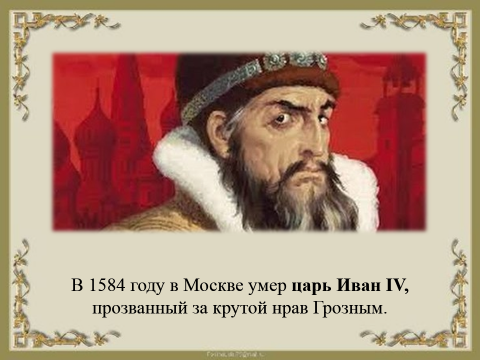 В 1584 году в Москве умер царь Иван IV,
прозванный за крутой нрав Грозным.